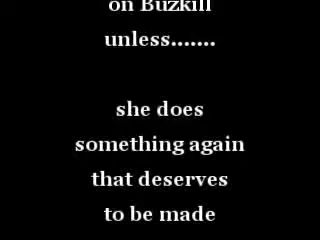 on Buzkill
unless.......
she does
something again
that deserves
to be made